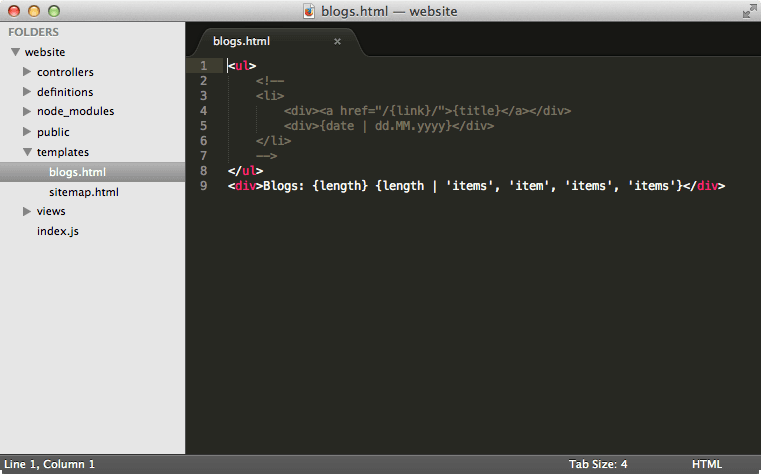 blogs.html — website
FOLDERS
website
controllers
definitions
node_modules
public
templates
blogs.html
sitemap.html
views
index.js
blogs.html ×
1 <ul>
2 <!--
3 <li>
4 <div><a href="/{link}/">{title}</a></div>
5 <div>{date | dd.MM.yyyy}</div>
6 </li>
7 -->
8 </ul>
9 <div>Blogs: {length} {length | 'items', 'item', 'items', 'items'}</div>
Line 1, Column 1 Tab Size: 4 HTML